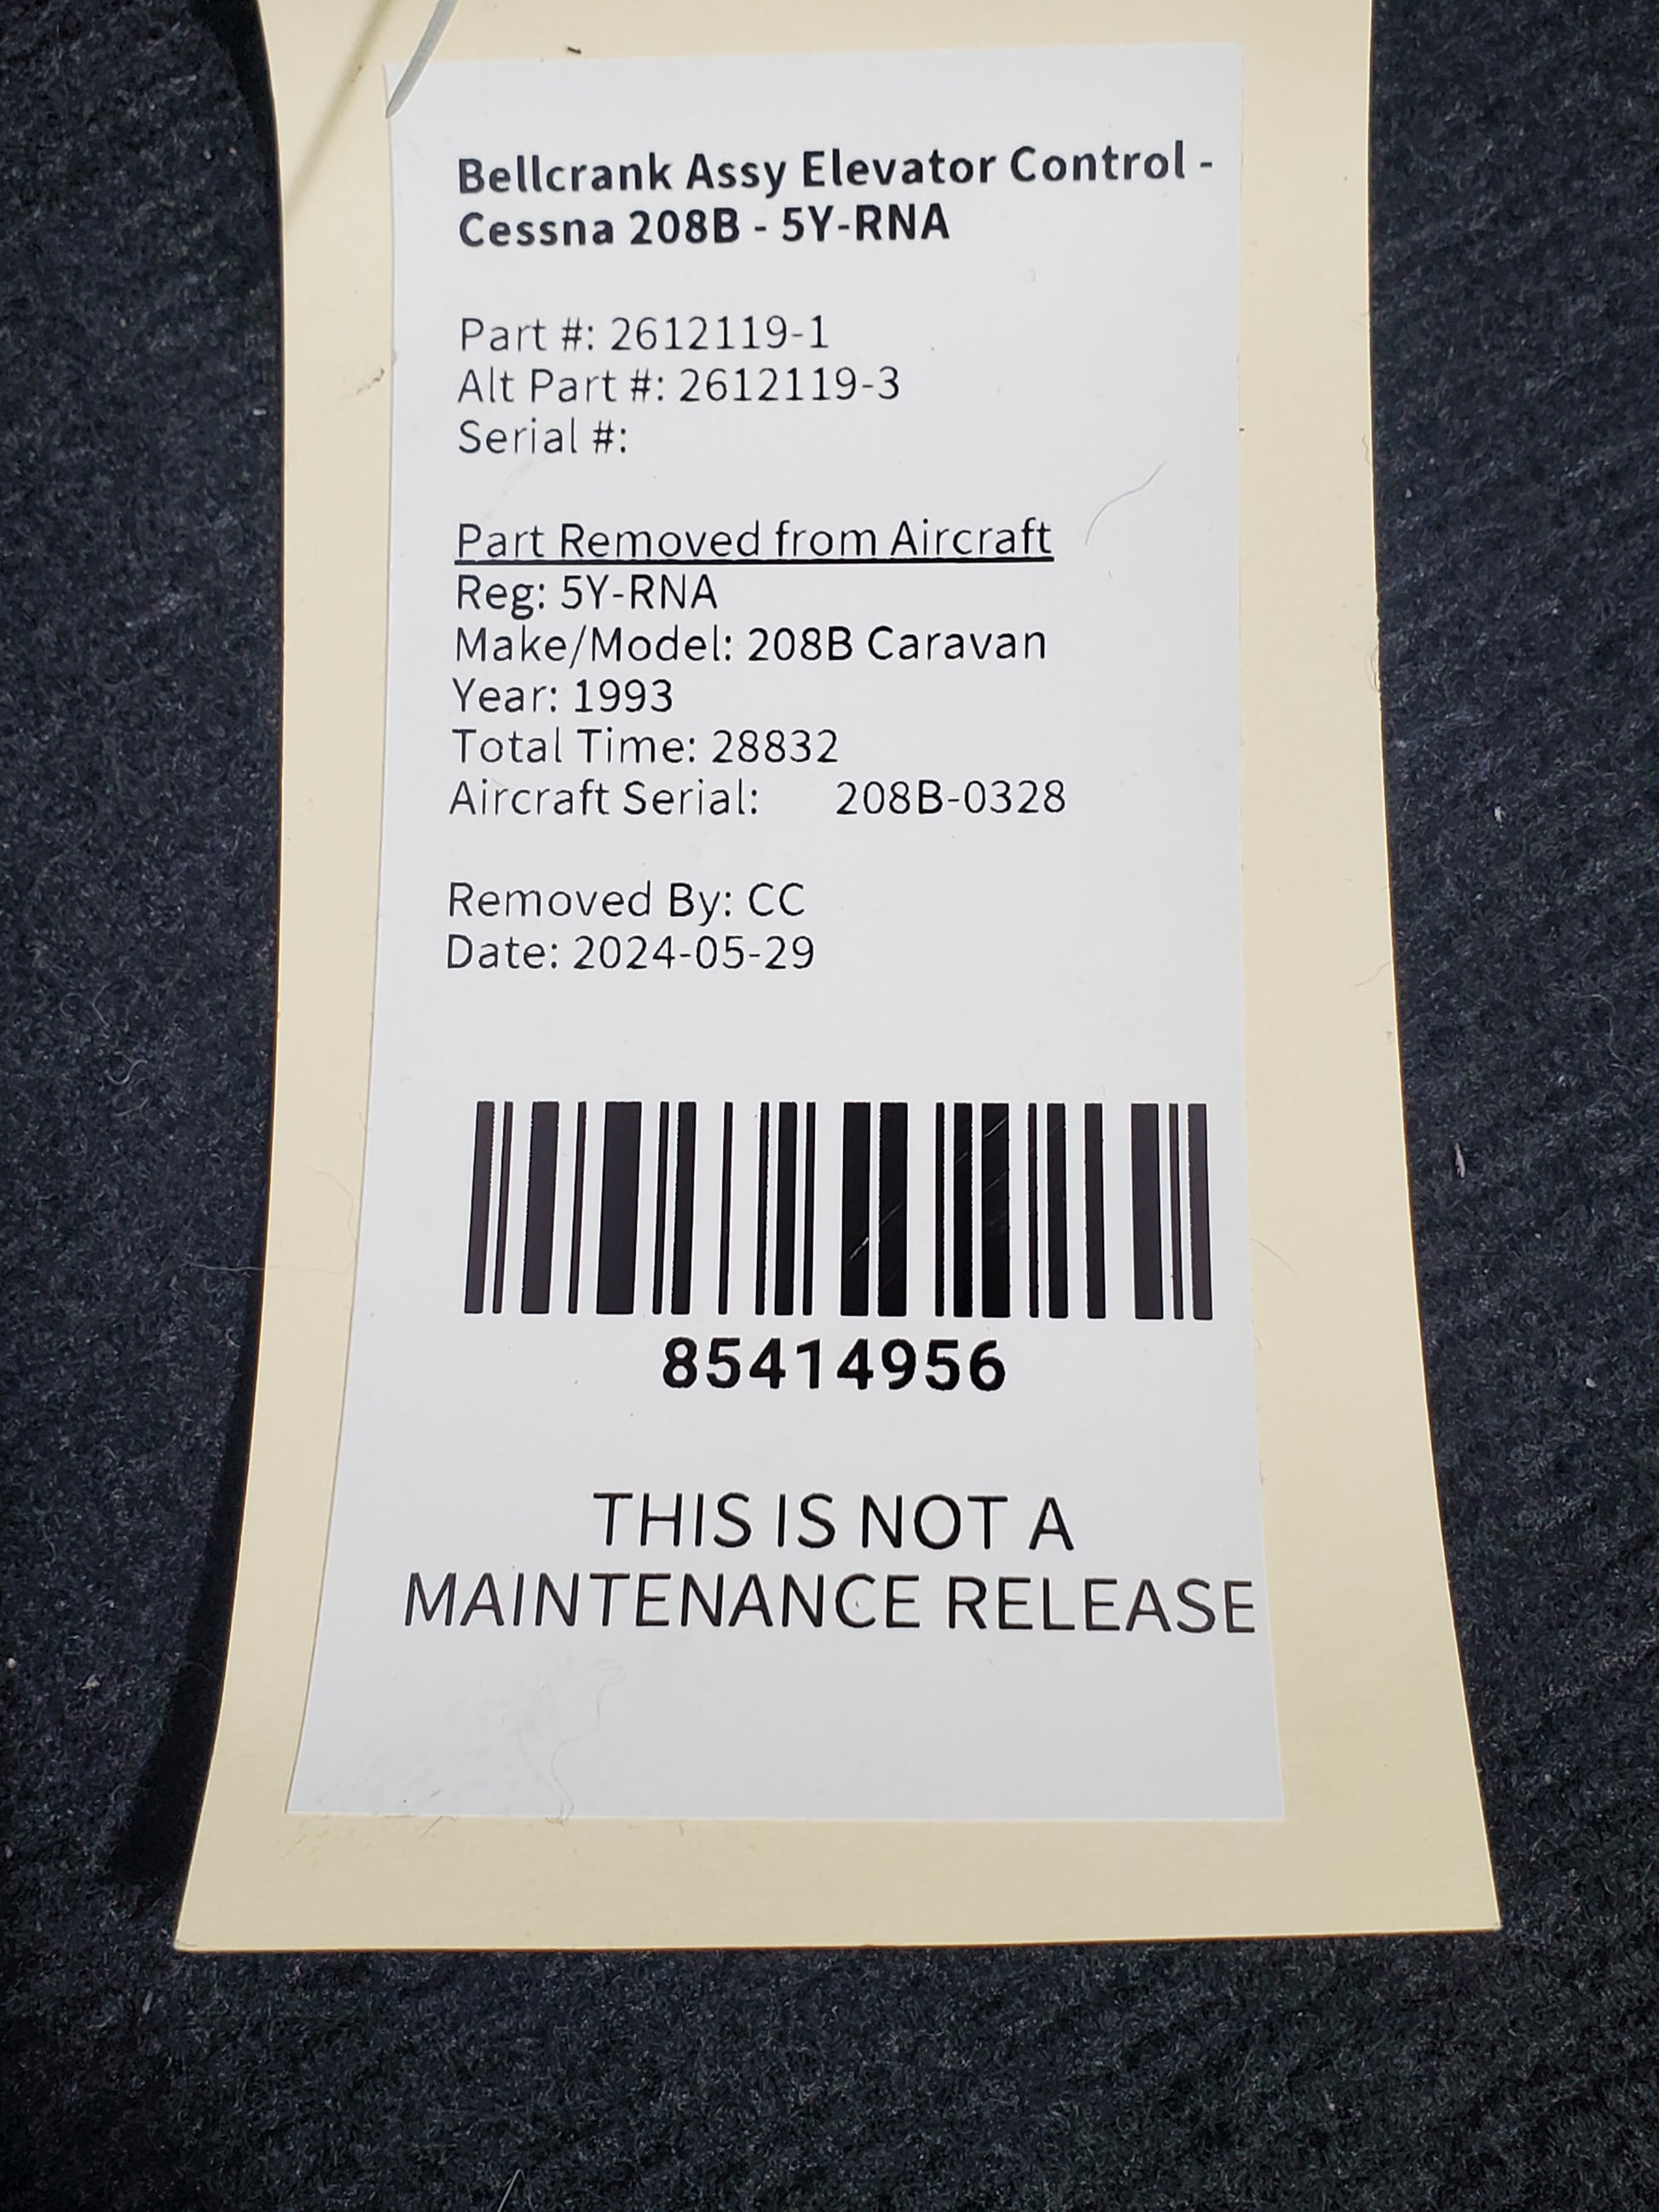 Bellcrank Assy Elevator Control -
Cessna 208B - 5Y-RNA
Part #: 2612119-1
Alt Part #: 2612119-3
Serial #:
Part Removed from Aircraft
Reg: 5Y-RNA
Make/Model: 208B Caravan
Year: 1993
Total Time: 28832
Aircraft Serial: 208B-0328
Removed By: CC
Date: 2024-05-29
85414956
THIS IS NOT A
MAINTENANCE RELEASE